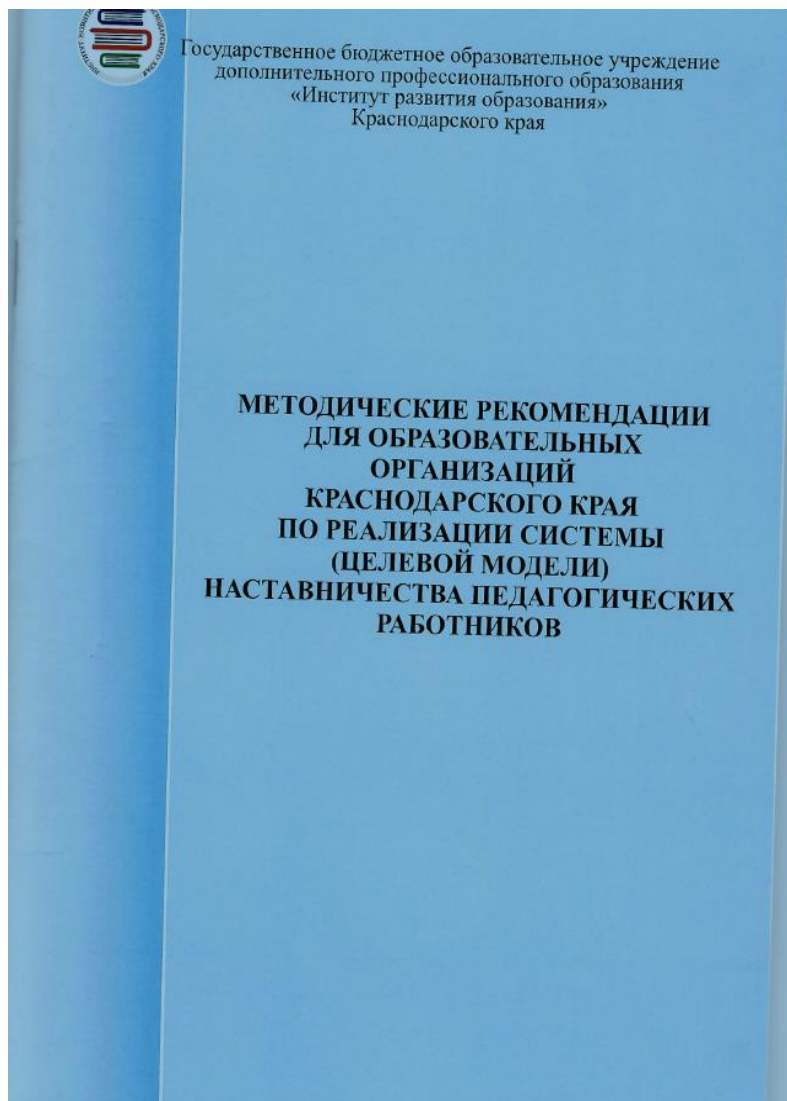 Государственное бюджетное образовательное учреждение
дополнительного профессионального образования
«Институт развития образования»
Краснодарского края
МЕТОДИЧЕСКИЕ РЕКОМЕНДАЦИИ
ДЛЯ ОБРАЗОВАТЕЛЬНЫХ
ОРГАНИЗАЦИЙ
КРАСНОДАРСКОГО КРАЯ
ПО РЕАЛИЗАЦИИ СИСТЕМЫ
(ЦЕЛЕВОЙ МОДЕЛИ)
НАСТАВНИЧЕСТВА ПЕДАГОГИЧЕСКИХ
РАБОТНИКОВ